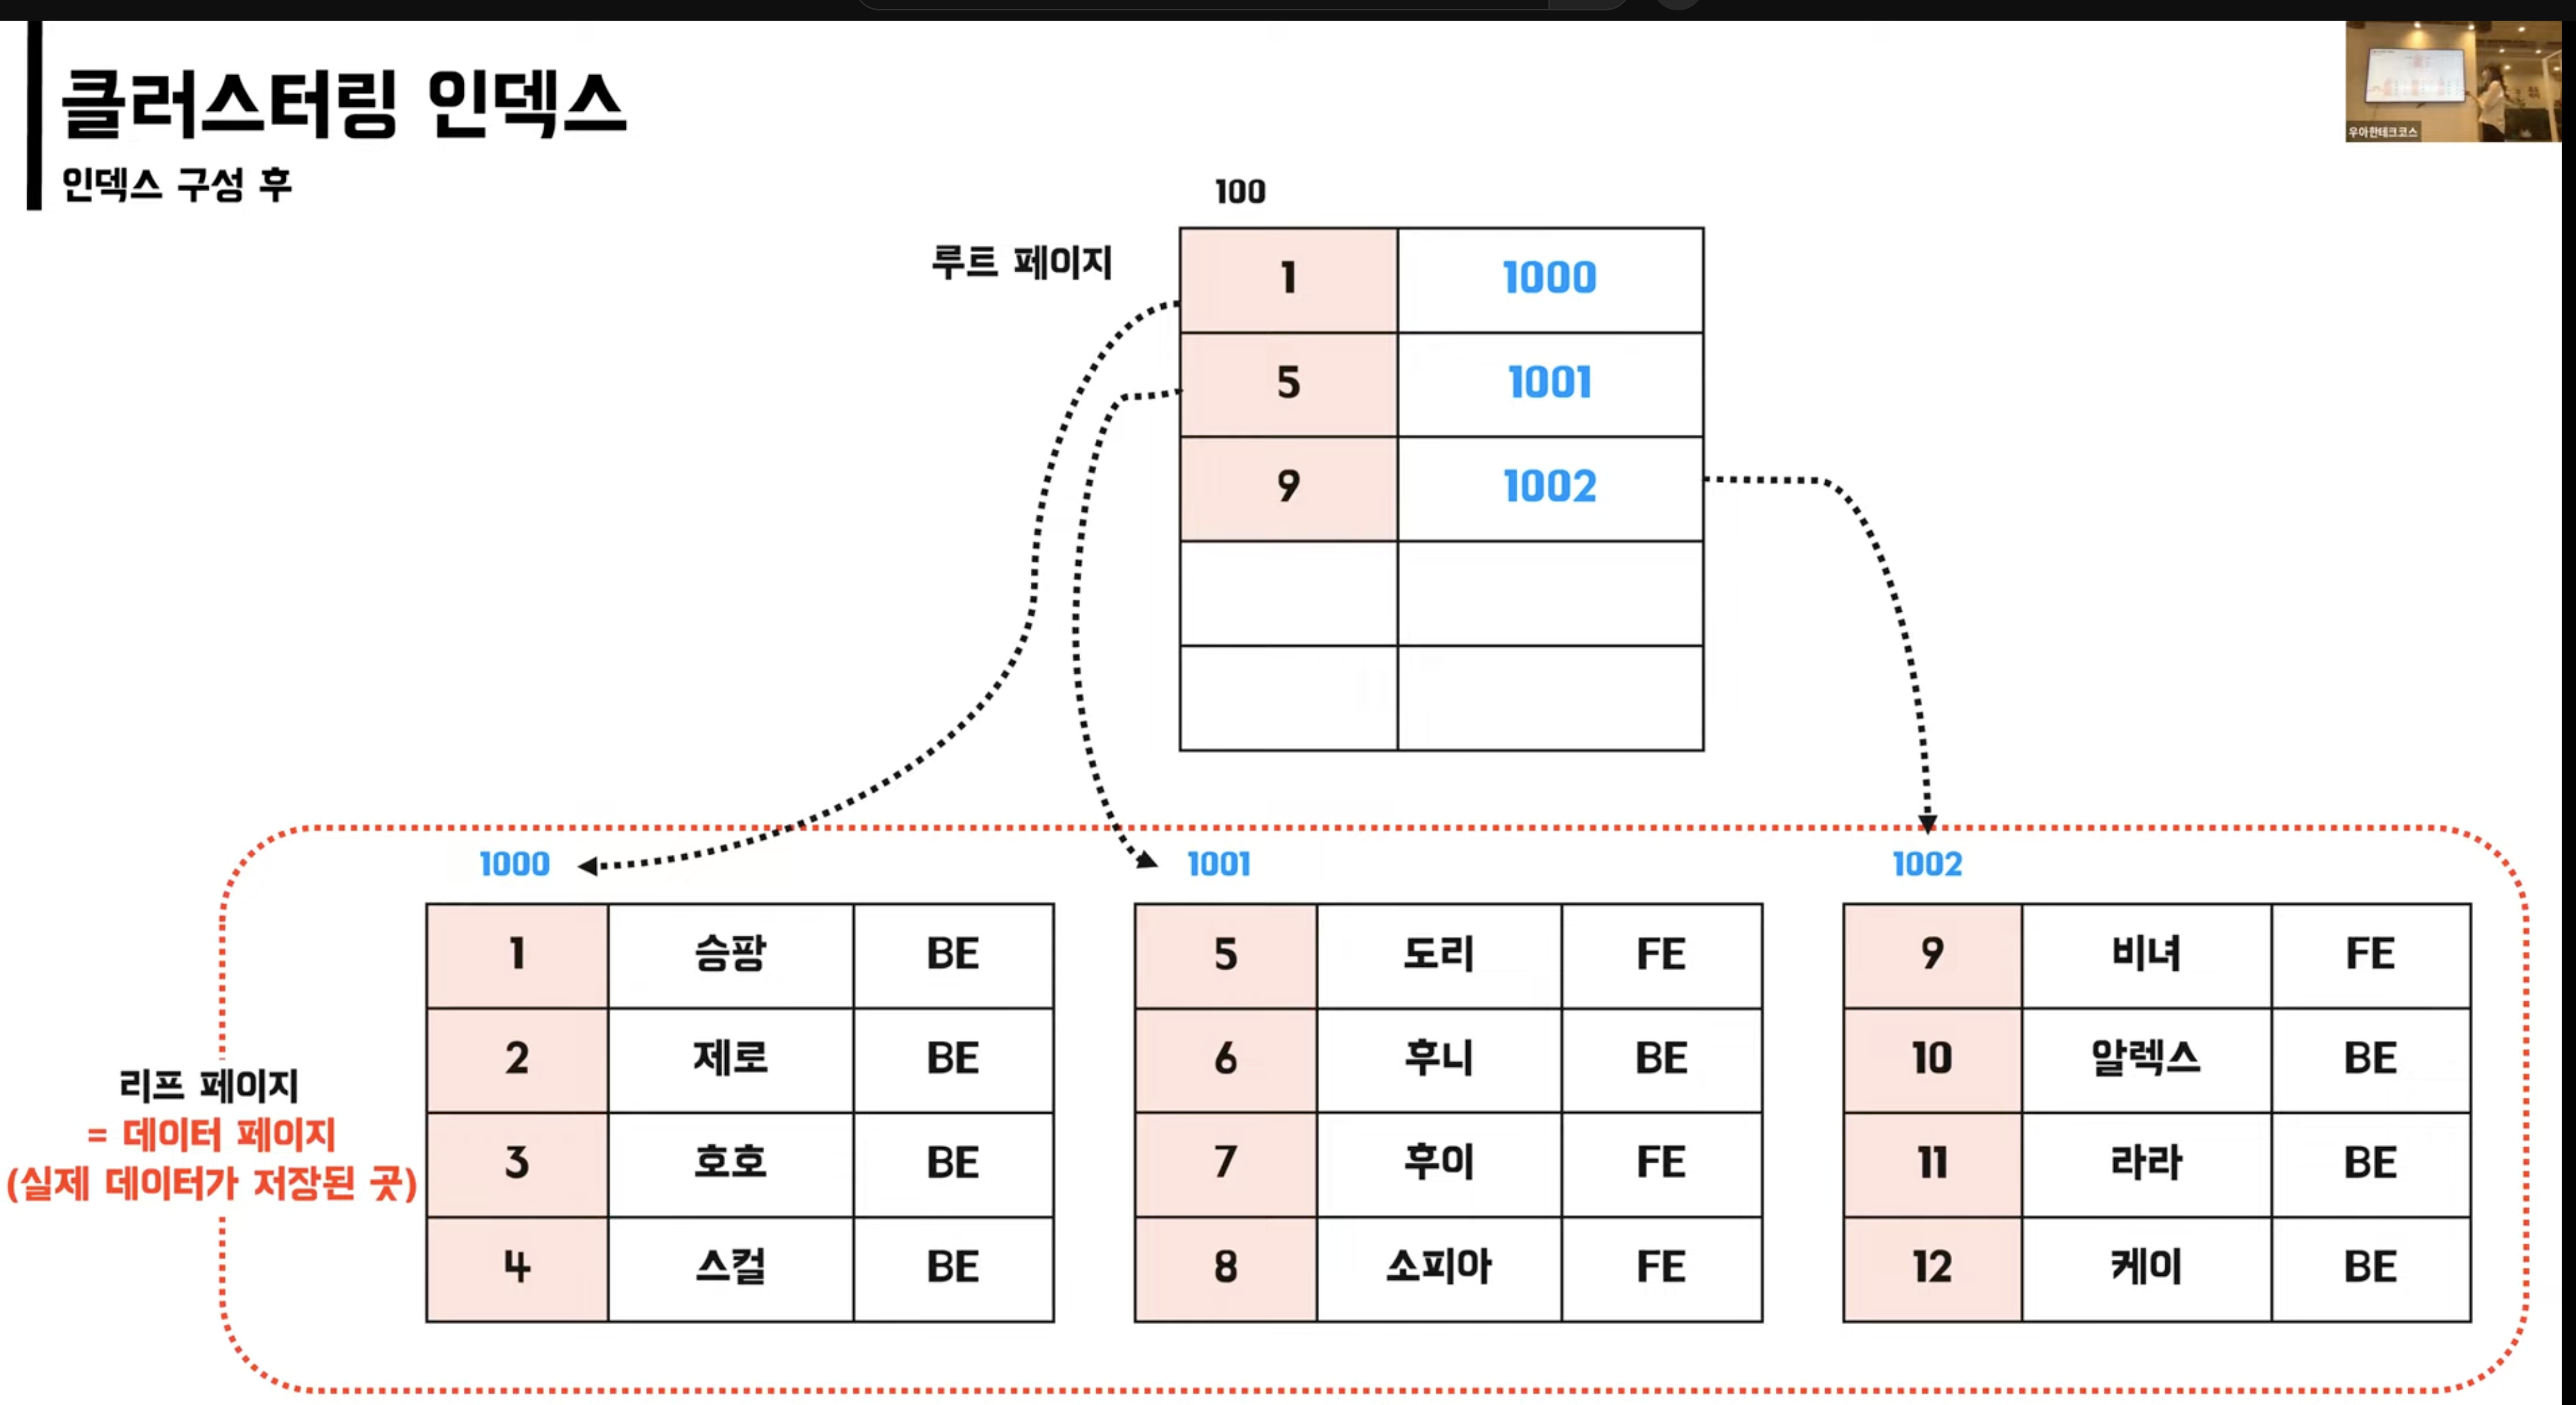 클러스터링 인덱스
인덱스 구성 후
우아한테크코스
100
루트 페이지
1 1000
5 1001
9 1002
1000
1 승팡 BE
2 제로 BE
3 호호 BE
4 스컬 BE
1001
5 도리 FE
6 후니 BE
7 후이 FE
8 소피아 FE
1002
9 비녀 FE
10 알렉스 BE
11 라라 BE
12 케이 BE
리프 페이지
= 데이터 페이지
(실제 데이터가 저장된 곳)